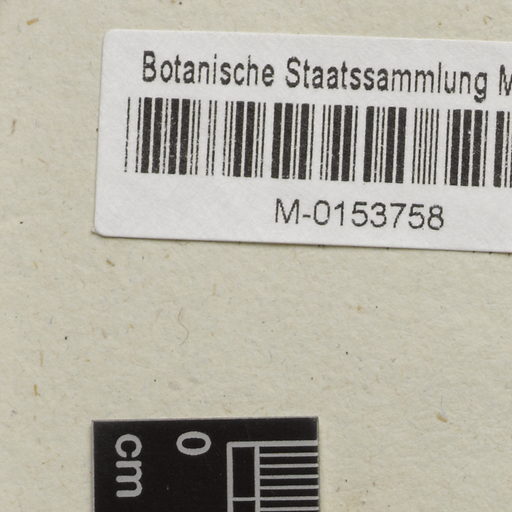 Botanische Staatssammlung M
M-0153758
0
cm